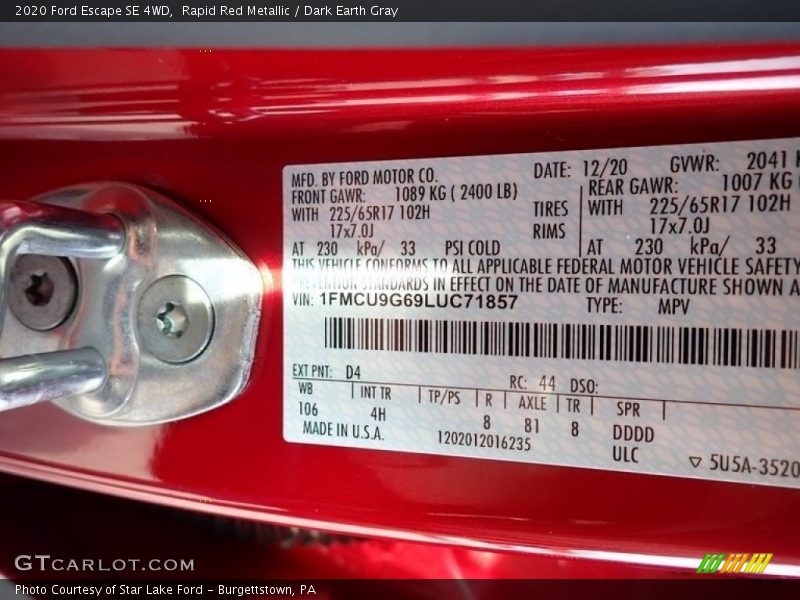 2020 Ford Escape SE 4WD, Rapid Red Metallic / Dark Earth Gray
MFD. BY FORD MOTOR CO. DATE: 12/20 GVWR: 2041
FRONT GAWR: 1089 KG ( 2400 LB) REAR GAWR: 1007 KG
WITH 225/65R17 102H TIRES WITH 225/65R17 102H
17x7.0J RIMS 17x7.0J
AT 230 kPa/ 33 PSI COLD AT 230 kPa/ 33
THIS VEHICLE CONFORMS TO ALL APPLICABLE FEDERAL MOTOR VEHICLE SAFETY
PREVENTION STANDARDS IN EFFECT ON THE DATE OF MANUFACTURE SHOWN A
VIN: 1FMCU9G69LUC71857 TYPE: MPV
EXT PNT: D4 RC: 44 DSO:
WB INT TR TP/PS R AXLE TR SPR
106 4H 8 81 8 DDDD
MADE IN U.S.A. 1202012016235 ULC ▽ 5U5A-3520
GTCARLOT.COM
Photo Courtesy of Star Lake Ford - Burgettstown, PA